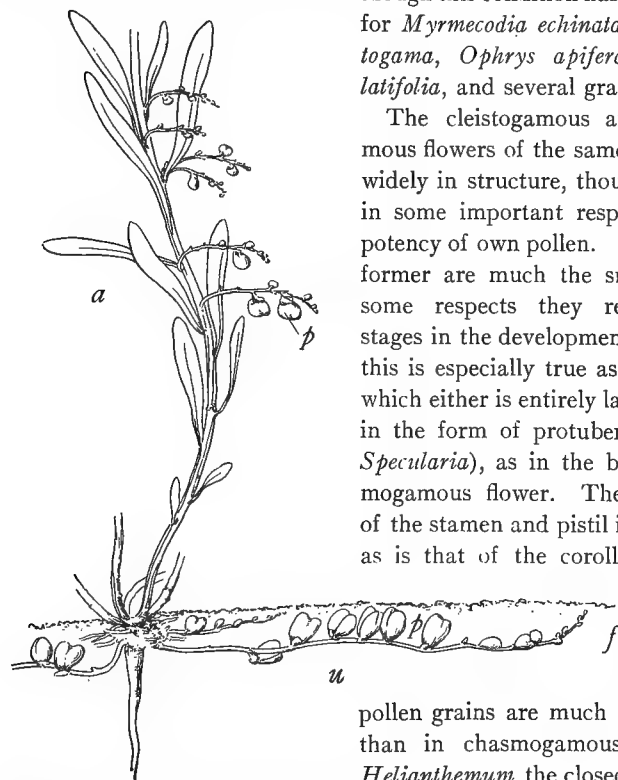 for Myrmecodia echinata
togama, Ophrys apifer
latifolia, and several gra
The cleistogamous a
mous flowers of the same
widely in structure, thou
in some important resp
potency of own pollen.
former are much the sm
some respects they re
stages in the developmen
this is especially true as
which either is entirely la
in the form of protuber
Specularia), as in the b
mogamous flower. The
of the stamen and pistil i
as is that of the coroll
a
p
p
f
u
pollen grains are much
than in chasmogamous
Helianthemum the closed